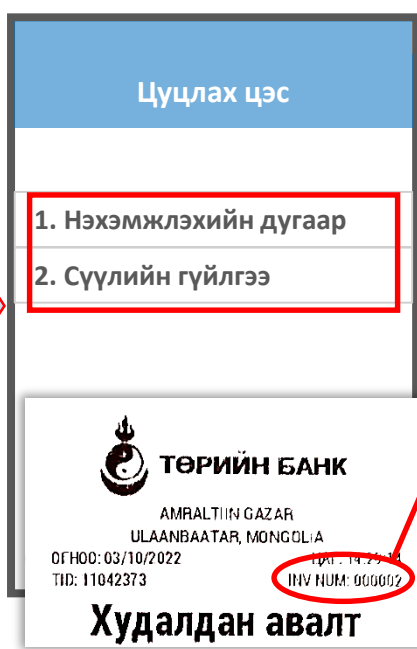 Цуцлах цэс
1. Нэхэмжлэхийн дугаар
2. Сүүлийн гүйлгээ
ТӨРИЙН БАНК
AMRALTIIN GAZAR
ULAANBAATAR, MONGOLIA
ОГНОО: 03/10/2022
TID: 11042373
INV NUM: 000002
Худалдан авалт